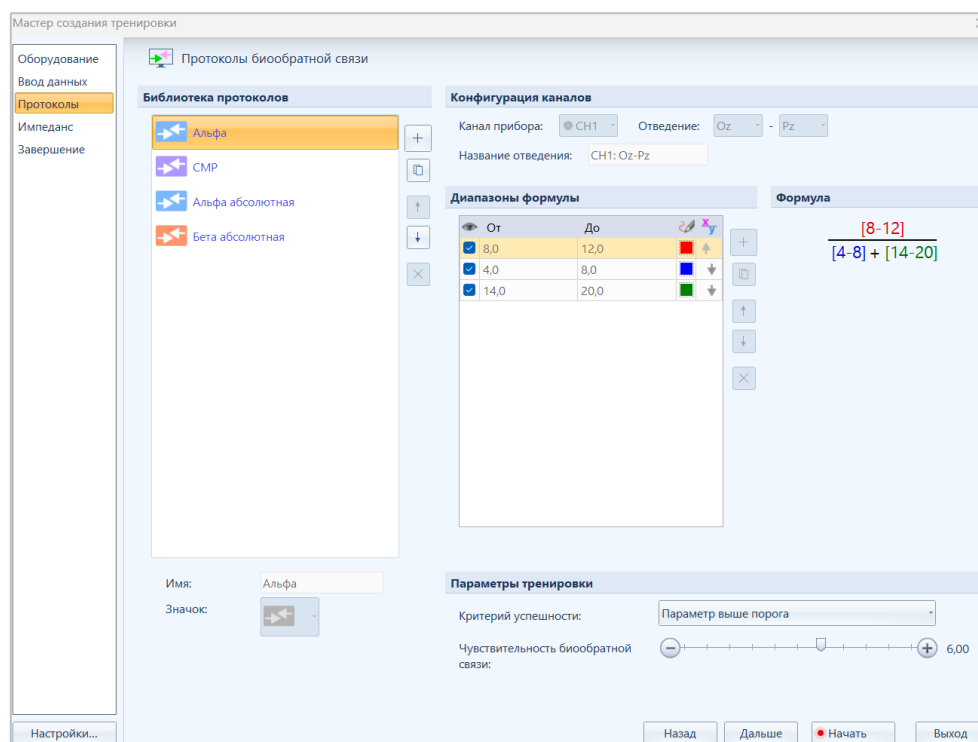 Мастер создания тренировки
Оборудование
Ввод данных
Протоколы
Импеданс
Завершение
Протоколы биообратной связи
Библиотека протоколов
Альфа
СМР
Альфа абсолютная
Бета абсолютная
Имя: Альфа
Значок:
Конфигурация каналов
Канал прибора: CH1 Отведение: Oz - Pz
Название отведения: CH1: Oz-Pz
Диапазоны формулы
От До x y
8,0 12,0
4,0 8,0
14,0 20,0
Формула
[8-12]
[4-8] + [14-20]
Параметры тренировки
Критерий успешности: Параметр выше порога
Чувствительность биообратной
связи:
6,00
Настройки... Назад Дальше Начать Выход